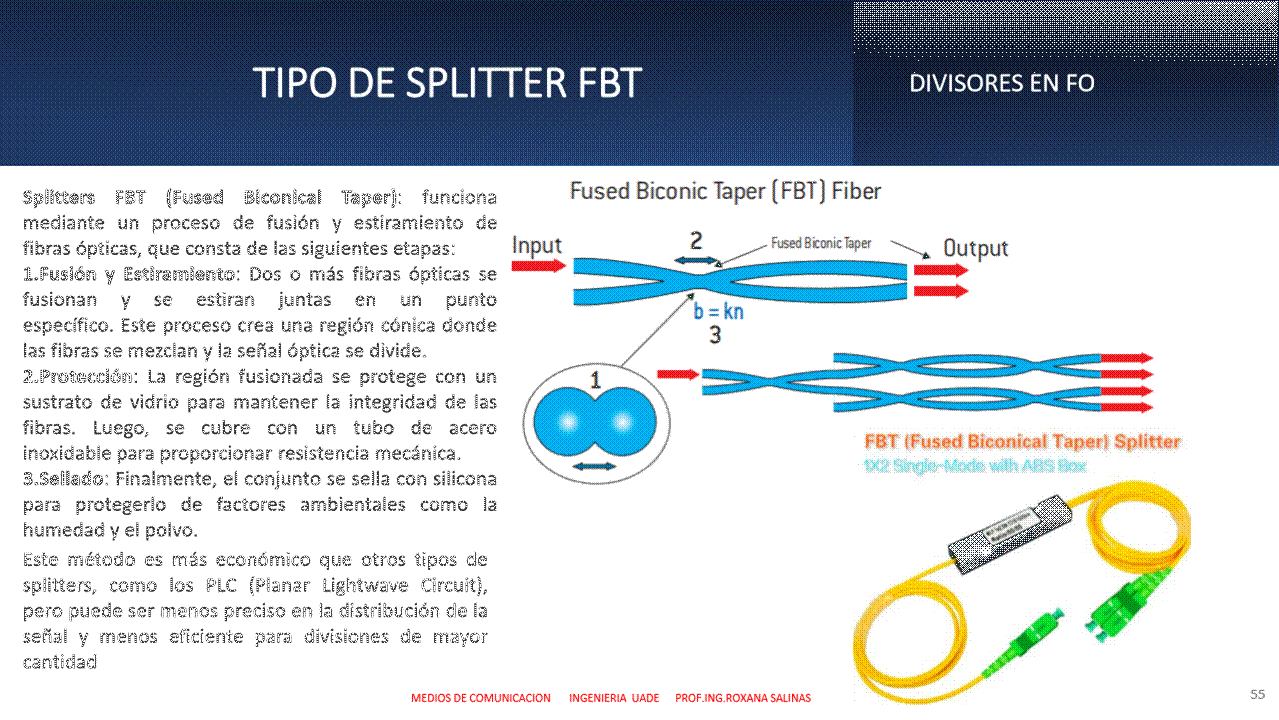 TIPO DE SPLITTER FBT
DIVISORES EN FO
Splitters FBT (Fused Biconical Taper): funciona
mediante un proceso de fusión y estiramiento de
fibras ópticas, que consta de las siguientes etapas:
1.Fusión y Estiramiento: Dos o más fibras ópticas se
fusionan y se estiran juntas en un punto
específico. Este proceso crea una región cónica donde
las fibras se mezclan y la señal óptica se divide.
2.Protección: La región fusionada se protege con un
sustrato de vidrio para mantener la integridad de las
fibras. Luego, se cubre con un tubo de acero
inoxidable para proporcionar resistencia mecánica.
3.Sellado: Finalmente, el conjunto se sella con silicona
para protegerlo de factores ambientales como la
humedad y el polvo.
Este método es más económico que otros tipos de
splitters, como los PLC (Planar Lightwave Circuit),
pero puede ser menos preciso en la distribución de la
señal y menos eficiente para divisiones de mayor
cantidad
Fused Biconic Taper (FBT) Fiber
Input
2
Fused Biconic Taper
Output
b = kn
3
1
FBT (Fused Biconical Taper) Splitter
1X2 Single-Mode with ABS Box
MEDIOS DE COMUNICACION INGENIERIA UADE PROF.ING.ROXANA SALINAS
55